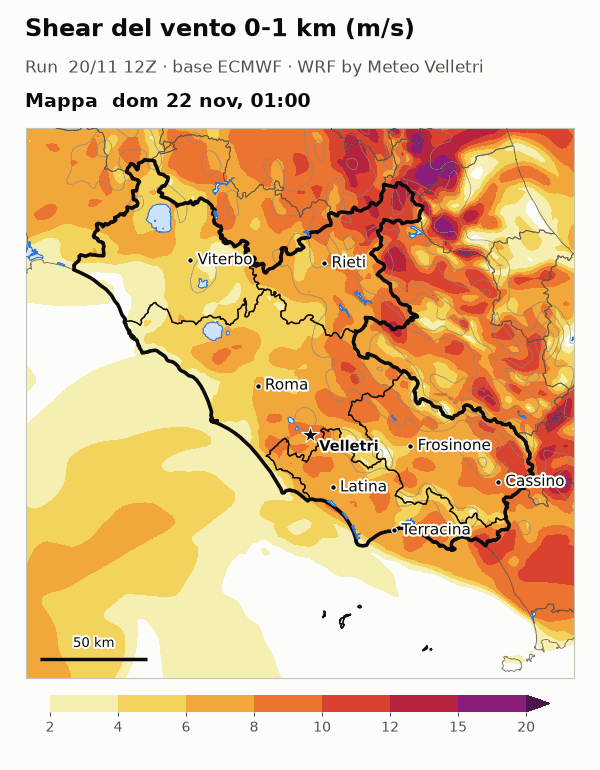 Shear del vento 0-1 km (m/s)
Run  20/11 12Z · base ECMWF · WRF by Meteo Velletri
Mappa  dom 22 nov, 01:00
Viterbo
Rieti
Roma
Velletri
Frosinone
Latina
Cassino
Terracina
50 km
2 4 6 8 10 12 15 20